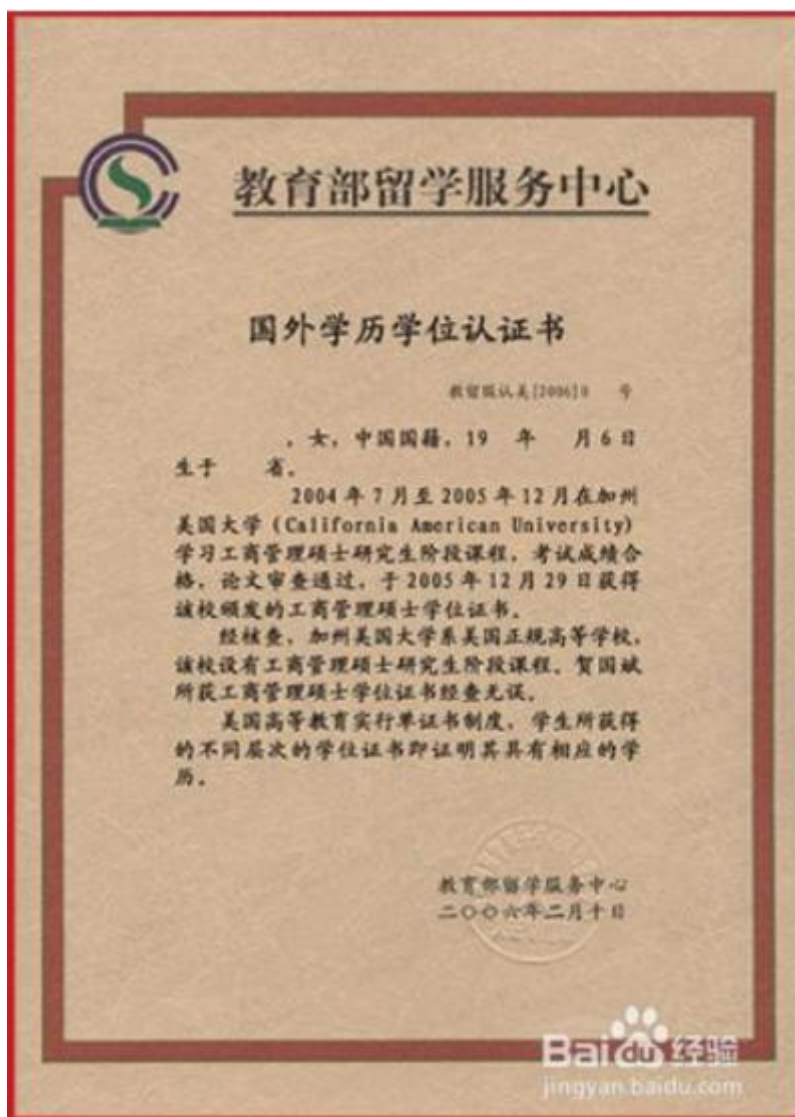 教育部留学服务中心
国外学历学位认证书
教留服认美[2006]0 号
，女，中国国籍，19 年 月6日
生于 省。
2004年7月至2005年12月在加州
美国大学（California American University）
学习工商管理硕士研究生阶段课程，考试成绩合
格，论文审查通过，于2005年12月29日获得
该校颁发的工商管理硕士学位证书。
经核查，加州美国大学系美国正规高等学校，
该校设有工商管理硕士研究生阶段课程。贺国斌
所获工商管理硕士学位证书经查无误。
美国高等教育实行单证书制度，学生所获得
的不同层次的学位证书即证明其具有相应的学
历。
教育部留学服务中心
二〇〇六年二月十日
Baidu 经验
jingyan.baidu.com